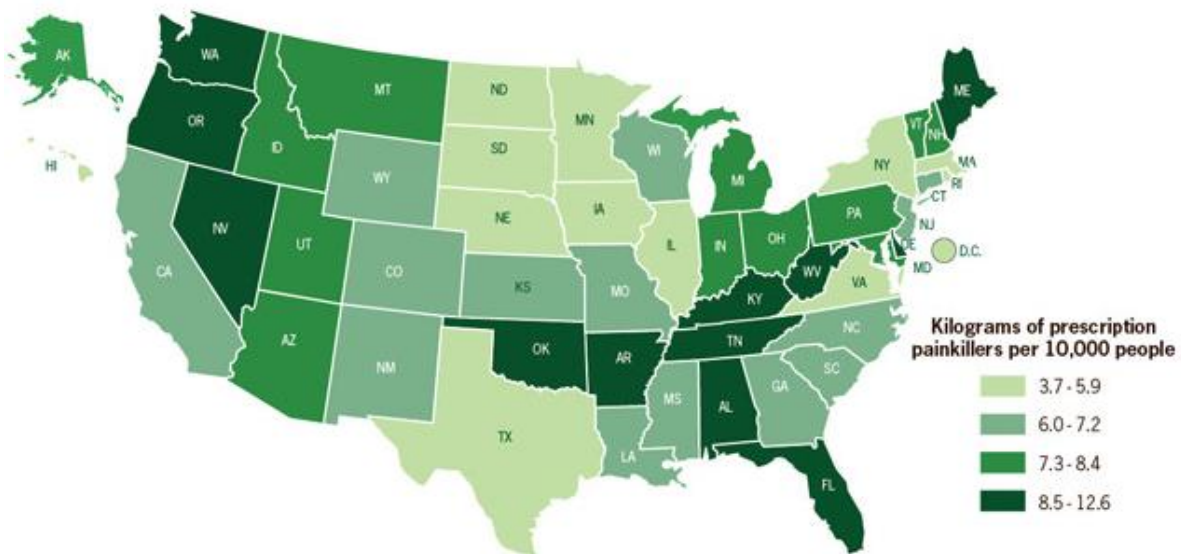 AK
WA
MT
ND
MN
ME
OR
ID
SD
WI
VT
NH
HI
WY
MI
NY
MA
RI
CT
NV
NE
IA
PA
NJ
CA
UT
CO
IL
IN
OH
DE
D.C.
MD
KS
MO
WV
VA
KY
AZ
NM
OK
AR
TN
NC
SC
TX
MS
AL
GA
LA
FL
Kilograms of prescription
painkillers per 10,000 people
3.7 - 5.9
6.0 - 7.2
7.3 - 8.4
8.5 - 12.6